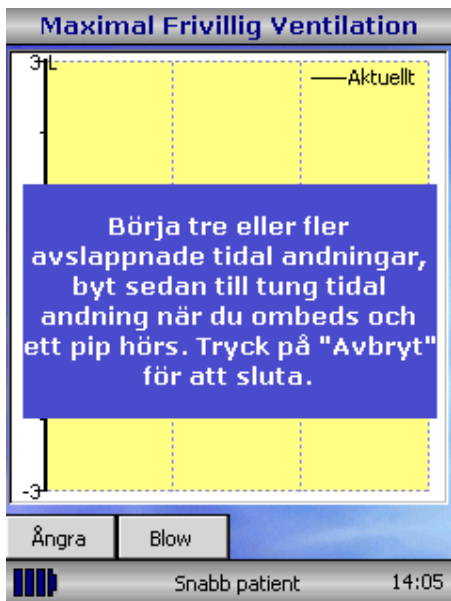 Maximal Frivillig Ventilation
3 L
Aktuellt
Börja tre eller fler
avslappnade tidal andningar,
byt sedan till tung tidal
andning när du ombeds och
ett pip hörs. Tryck på "Avbryt"
för att sluta.
-3
Ångra Blow
Snabb patient 14:05